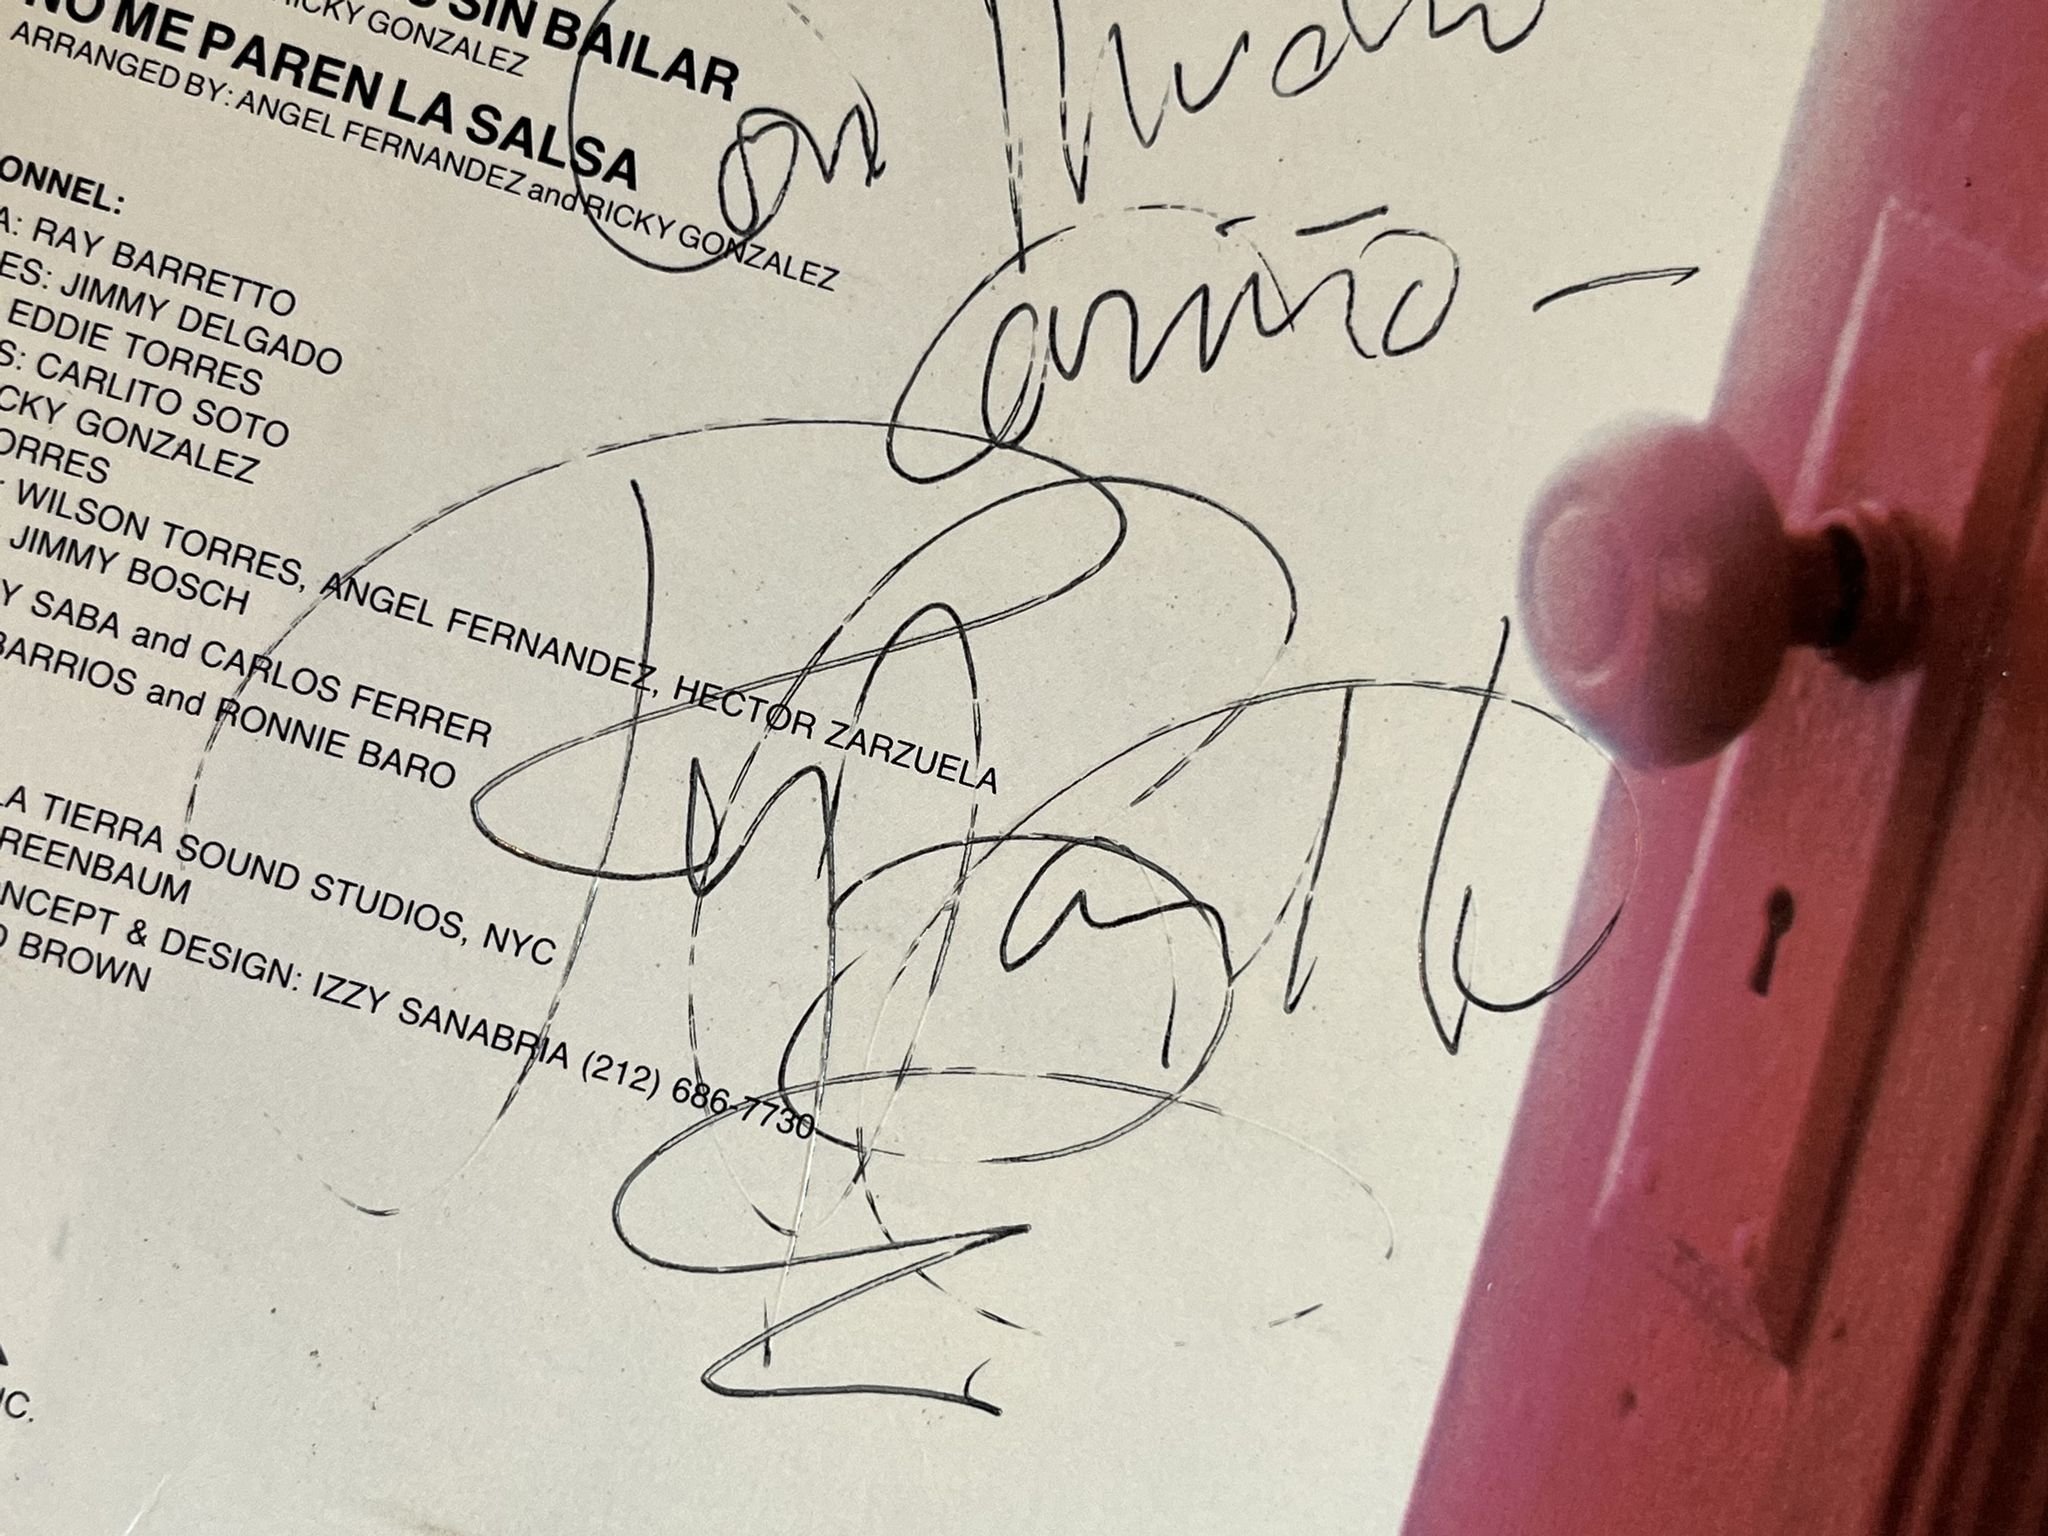 SIN BAILAR
RICKY GONZALEZ
NO ME PAREN LA SALSA
ARRANGED BY: ANGEL FERNANDEZ and RICKY GONZALEZ
ONNEL:
A: RAY BARRETTO
ES: JIMMY DELGADO
EDDIE TORRES
S: CARLITO SOTO
CKY GONZALEZ
ORRES
: WILSON TORRES, ANGEL FERNANDEZ, HECTOR ZARZUELA
JIMMY BOSCH
Y SABA and CARLOS FERRER
BARRIOS and RONNIE BARO
LA TIERRA SOUND STUDIOS, NYC
REENBAUM
NCEPT & DESIGN: IZZY SANABRIA (212) 686-7730
D BROWN
IC.
Con Mucho
Cariño -